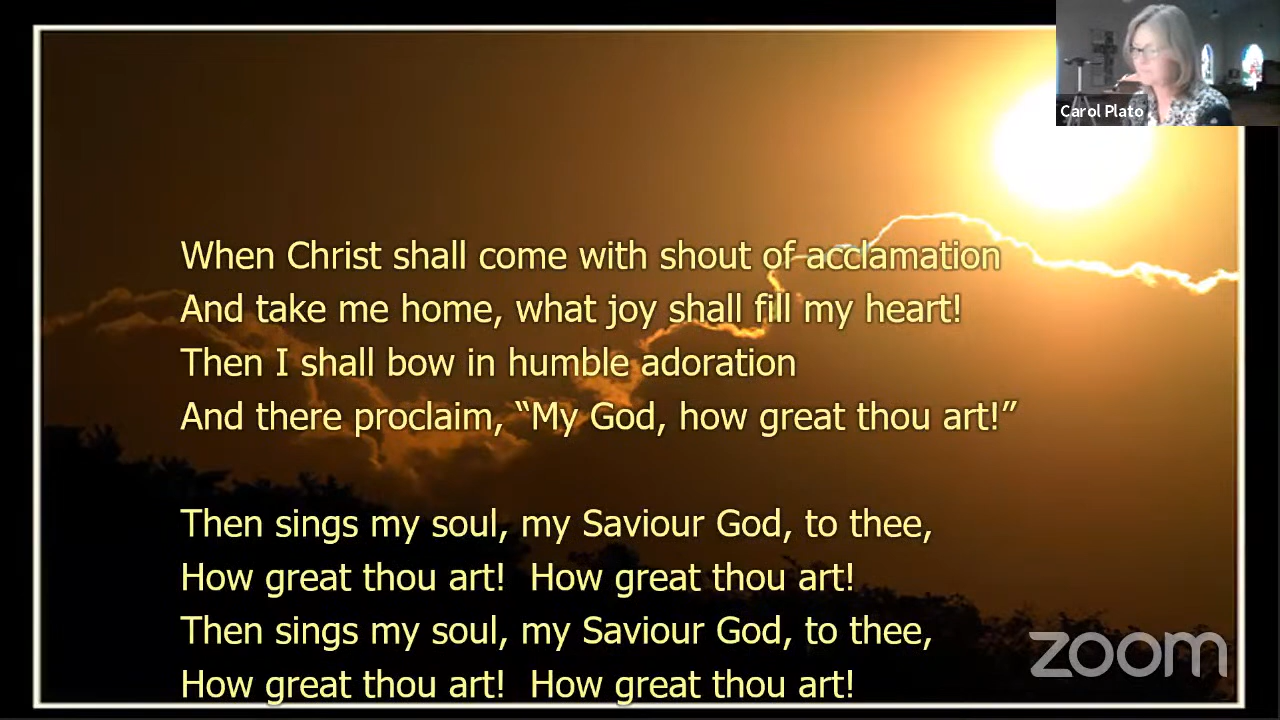 Carol Plato
When Christ shall come with shout of acclamation
And take me home, what joy shall fill my heart!
Then I shall bow in humble adoration
And there proclaim, “My God, how great thou art!”
Then sings my soul, my Saviour God, to thee,
How great thou art!  How great thou art!
Then sings my soul, my Saviour God, to thee,
How great thou art!  How great thou art!
zoom